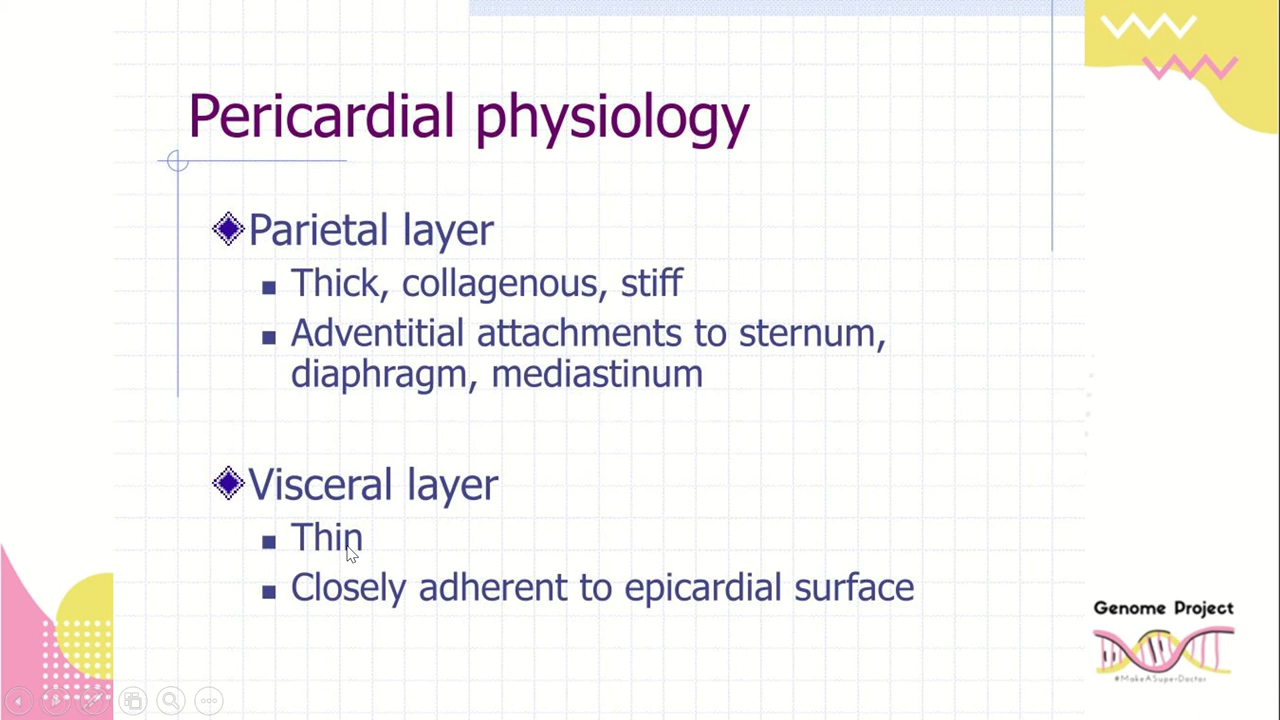 Pericardial physiology
Parietal layer
Thick, collagenous, stiff
Adventitial attachments to sternum,
diaphragm, mediastinum
Visceral layer
Thin
Closely adherent to epicardial surface
Genome Project
#MakeASuperDoctor